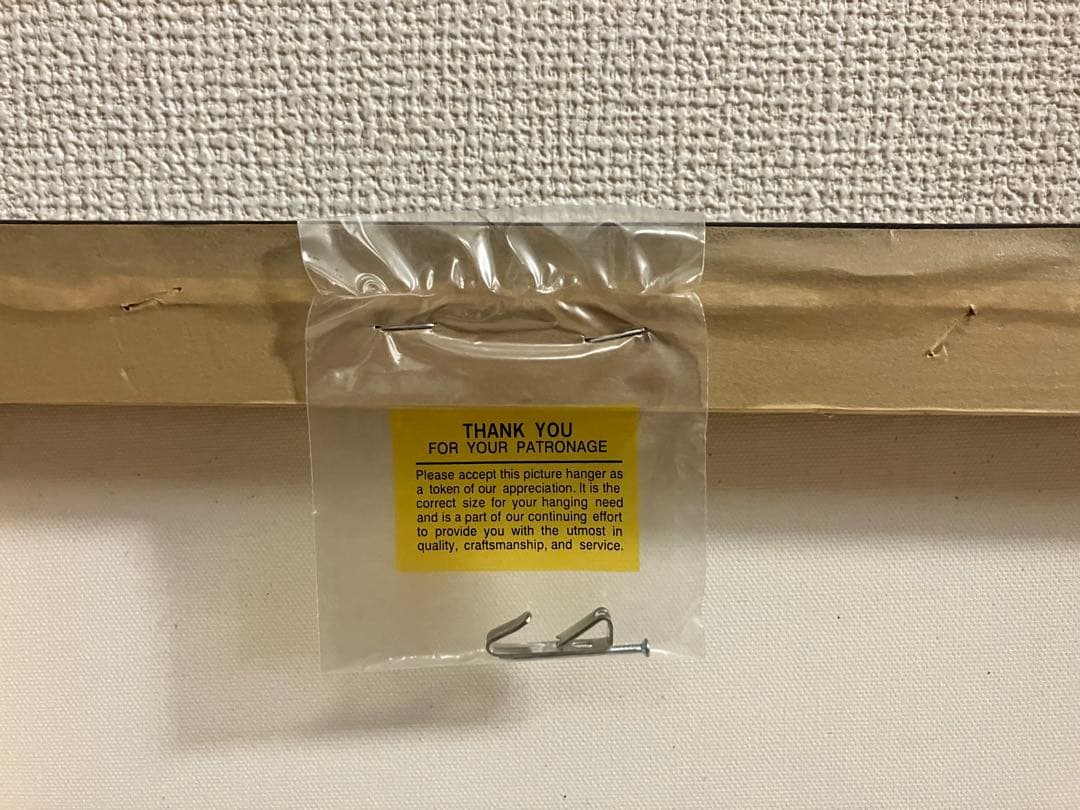 THANK YOU
FOR YOUR PATRONAGE
Please accept this picture hanger as
a token of our appreciation. It is the
correct size for your hanging need
and is a part of our continuing effort
to provide you with the utmost in
quality, craftsmanship, and service.